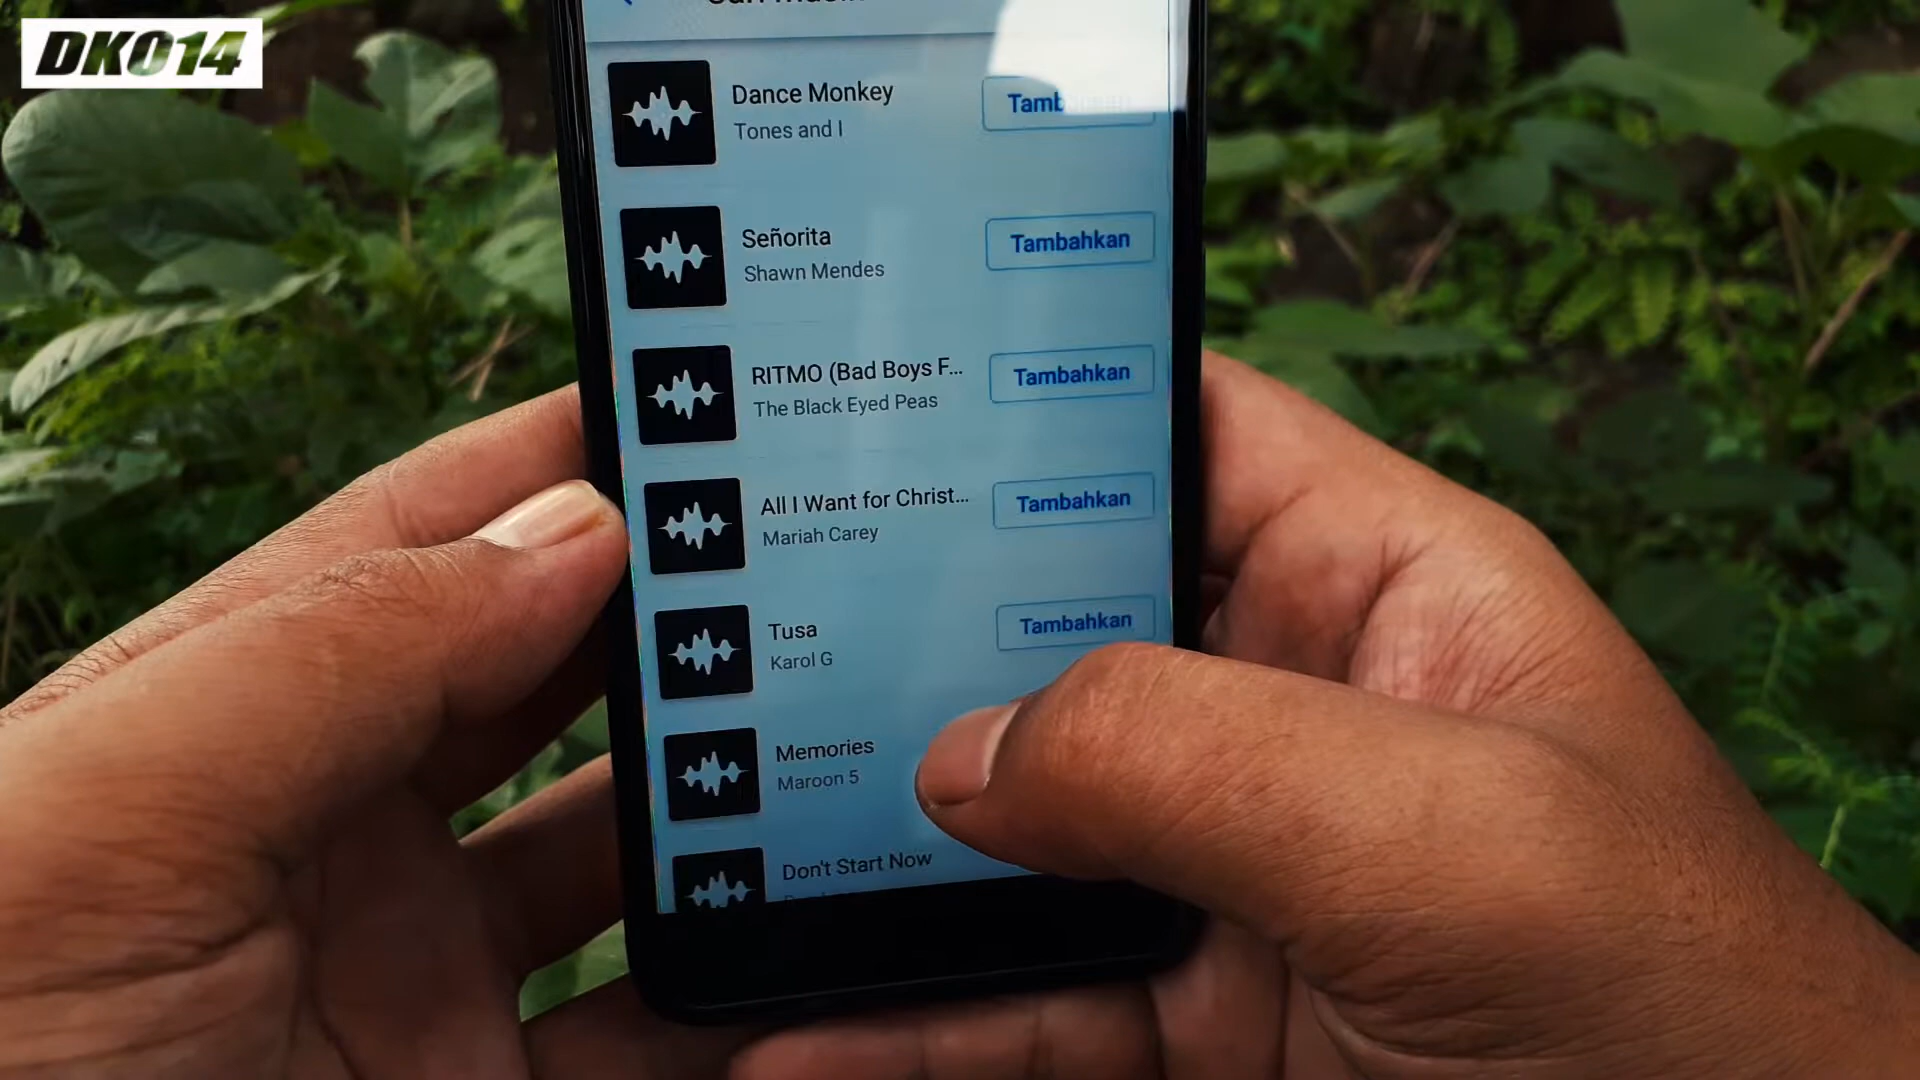 DK014
Dance Monkey
Tones and I
Señorita
Shawn Mendes
Tambahkan
RITMO (Bad Boys F...
The Black Eyed Peas
Tambahkan
All I Want for Christ...
Mariah Carey
Tambahkan
Tusa
Karol G
Tambahkan
Memories
Maroon 5
Don't Start Now